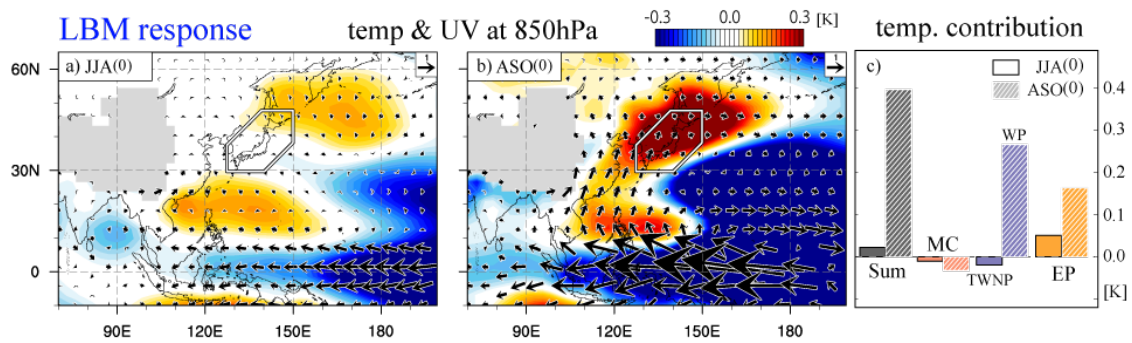 LBM response temp & UV at 850hPa -0.3 0.0 0.3 [K] temp. contribution
a) JJA(0) 1 b) ASO(0) 1 c) JJA(0)
ASO(0)
60N 0.4
30N 0.3
0.2
0.1
0 0.0
Sum MC TWNP WP EP [K]
90E 120E 150E 180 90E 120E 150E 180